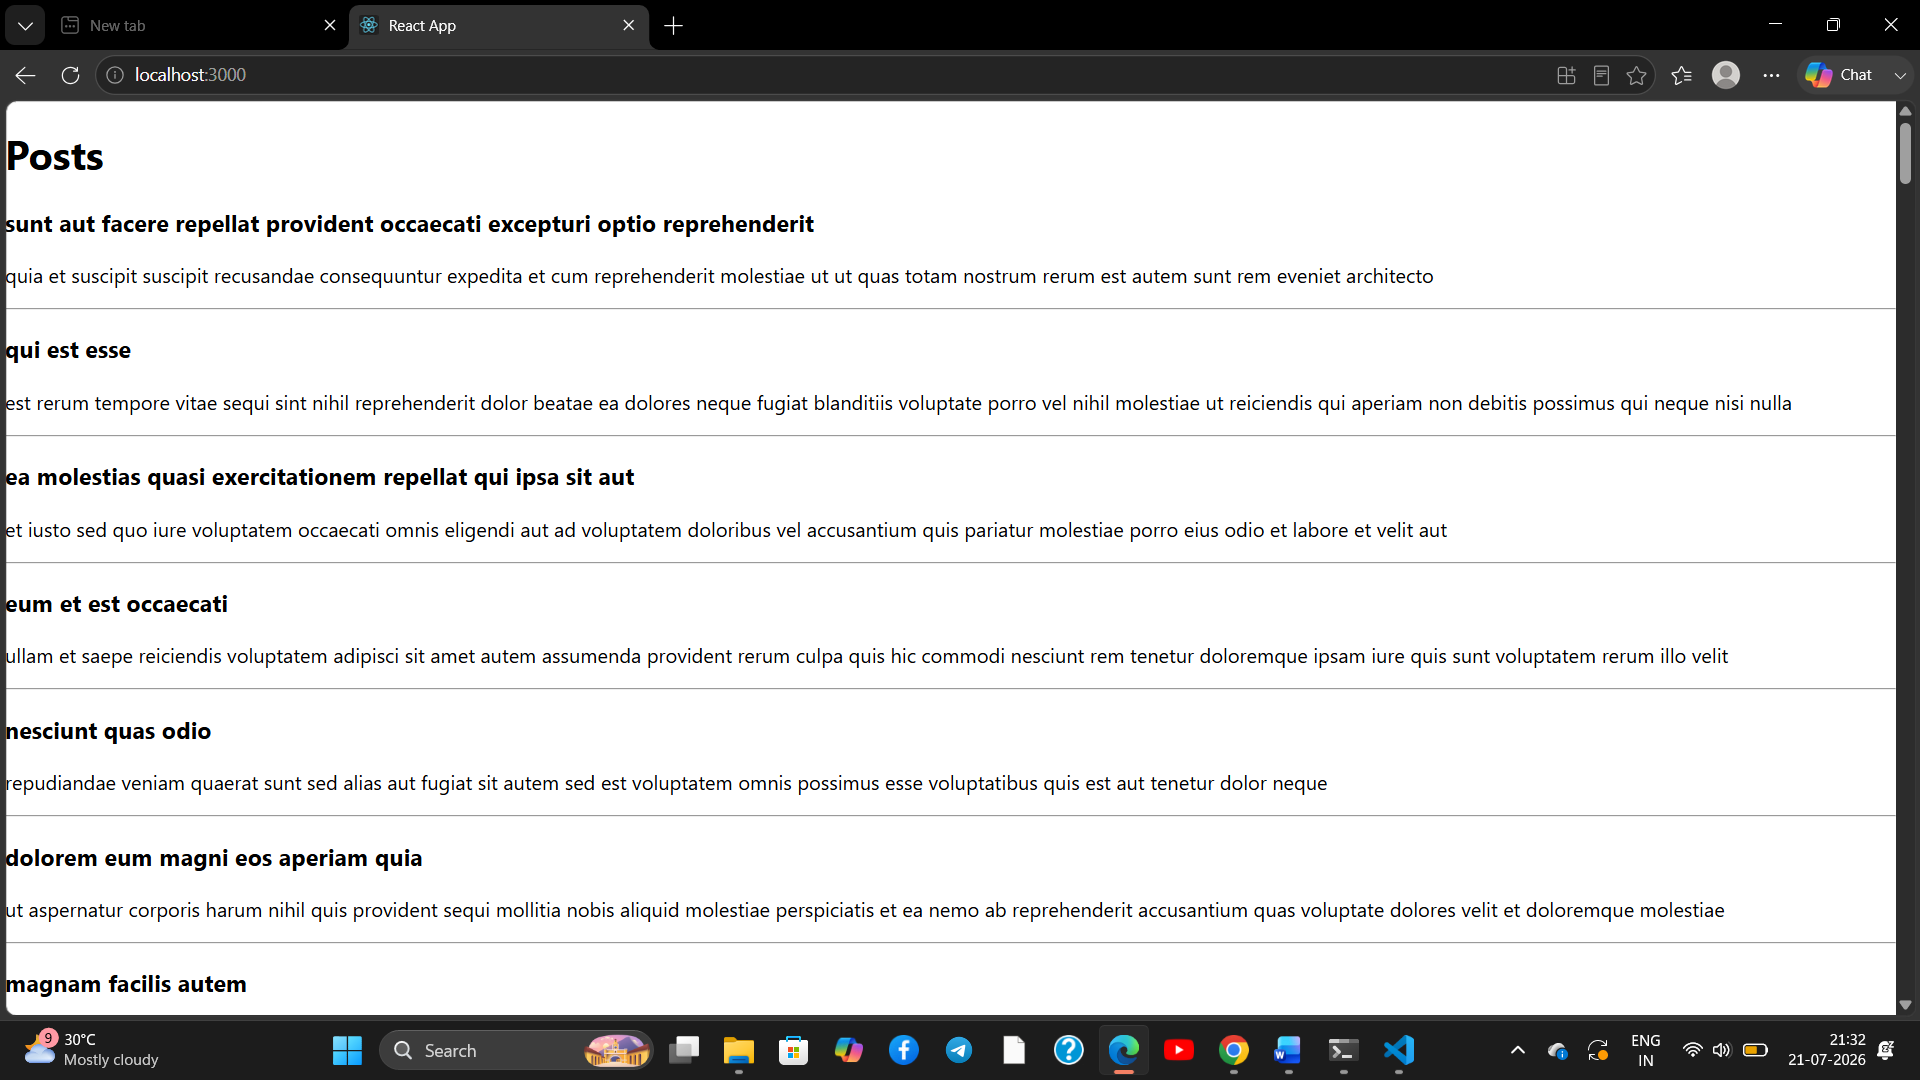 New tab
React App
localhost:3000
Chat
Posts
sunt aut facere repellat provident occaecati excepturi optio reprehenderit
quia et suscipit suscipit recusandae consequuntur expedita et cum reprehenderit molestiae ut ut quas totam nostrum rerum est autem sunt rem eveniet architecto
qui est esse
est rerum tempore vitae sequi sint nihil reprehenderit dolor beatae ea dolores neque fugiat blanditiis voluptate porro vel nihil molestiae ut reiciendis qui aperiam non debitis possimus qui neque nisi nulla
ea molestias quasi exercitationem repellat qui ipsa sit aut
et iusto sed quo iure voluptatem occaecati omnis eligendi aut ad voluptatem doloribus vel accusantium quis pariatur molestiae porro eius odio et labore et velit aut
eum et est occaecati
ullam et saepe reiciendis voluptatem adipisci sit amet autem assumenda provident rerum culpa quis hic commodi nesciunt rem tenetur doloremque ipsam iure quis sunt voluptatem rerum illo velit
nesciunt quas odio
repudiandae veniam quaerat sunt sed alias aut fugiat sit autem sed est voluptatem omnis possimus esse voluptatibus quis est aut tenetur dolor neque
dolorem eum magni eos aperiam quia
ut aspernatur corporis harum nihil quis provident sequi mollitia nobis aliquid molestiae perspiciatis et ea nemo ab reprehenderit accusantium quas voluptate dolores velit et doloremque molestiae
magnam facilis autem
9
30°C
Mostly cloudy
Search
ENG
IN
21:32
21-07-2026